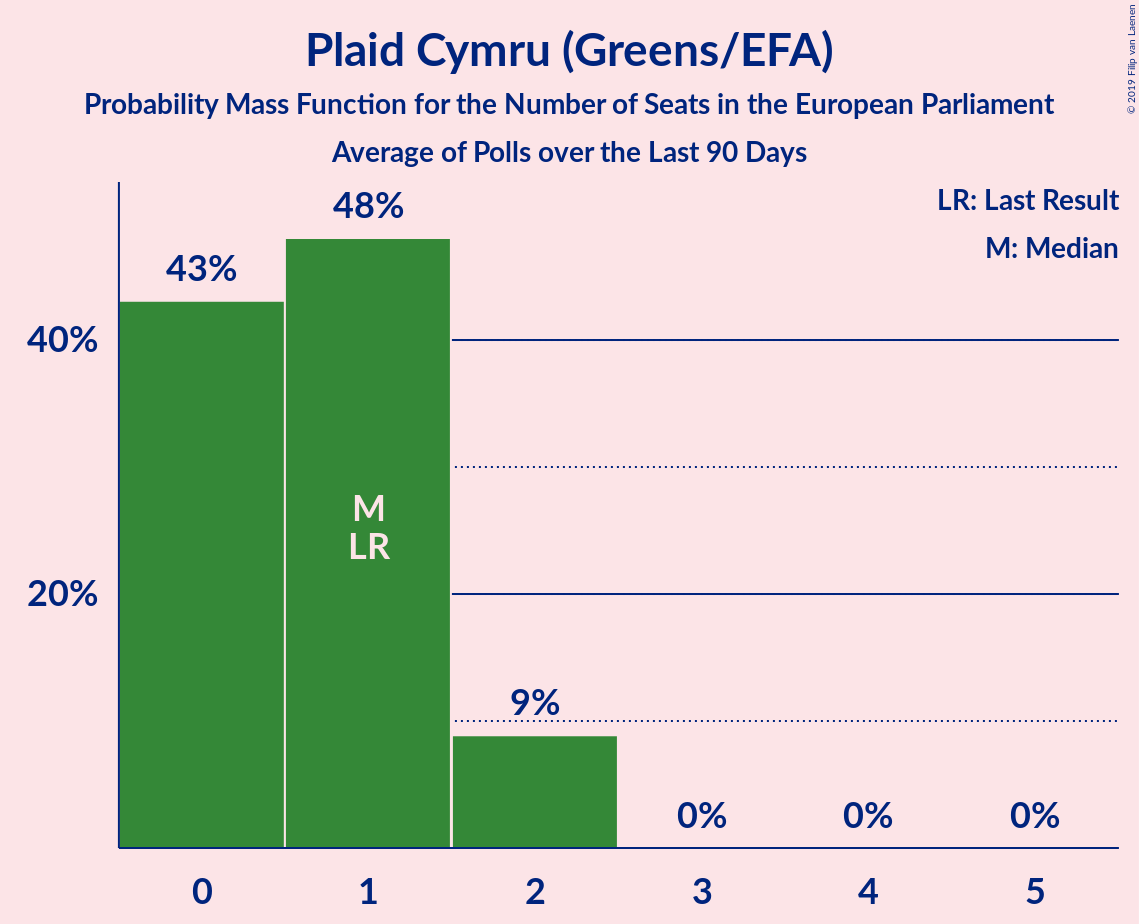 Plaid Cymru (Greens/EFA)
Probability Mass Function for the Number of Seats in the European Parliament
Average of Polls over the Last 90 Days
© 2019 Filip van Laenen
LR: Last Result
M: Median
48%
43%
40%
M
LR
20%
9%
0%
0%
0%
0
1
2
3
4
5